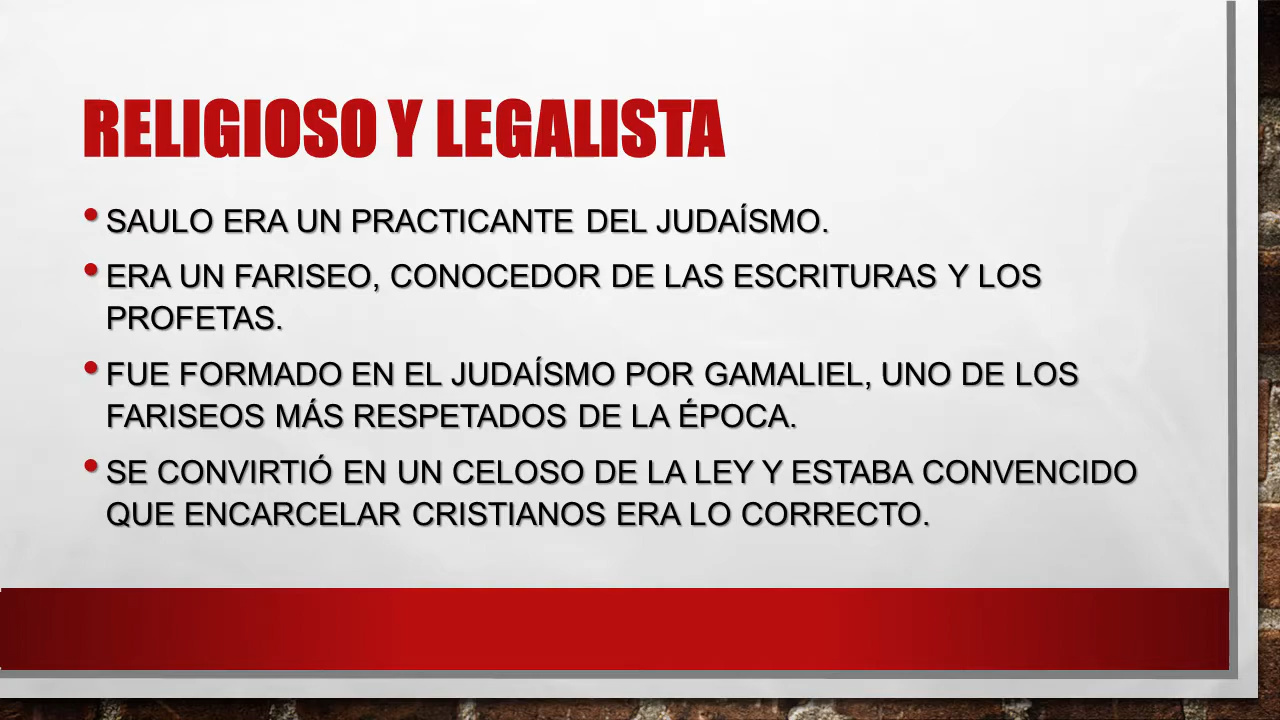 RELIGIOSO Y LEGALISTA
• SAULO ERA UN PRACTICANTE DEL JUDAÍSMO.
• ERA UN FARISEO, CONOCEDOR DE LAS ESCRITURAS Y LOS
PROFETAS.
• FUE FORMADO EN EL JUDAÍSMO POR GAMALIEL, UNO DE LOS
FARISEOS MÁS RESPETADOS DE LA ÉPOCA.
• SE CONVIRTIÓ EN UN CELOSO DE LA LEY Y ESTABA CONVENCIDO
QUE ENCARCELAR CRISTIANOS ERA LO CORRECTO.